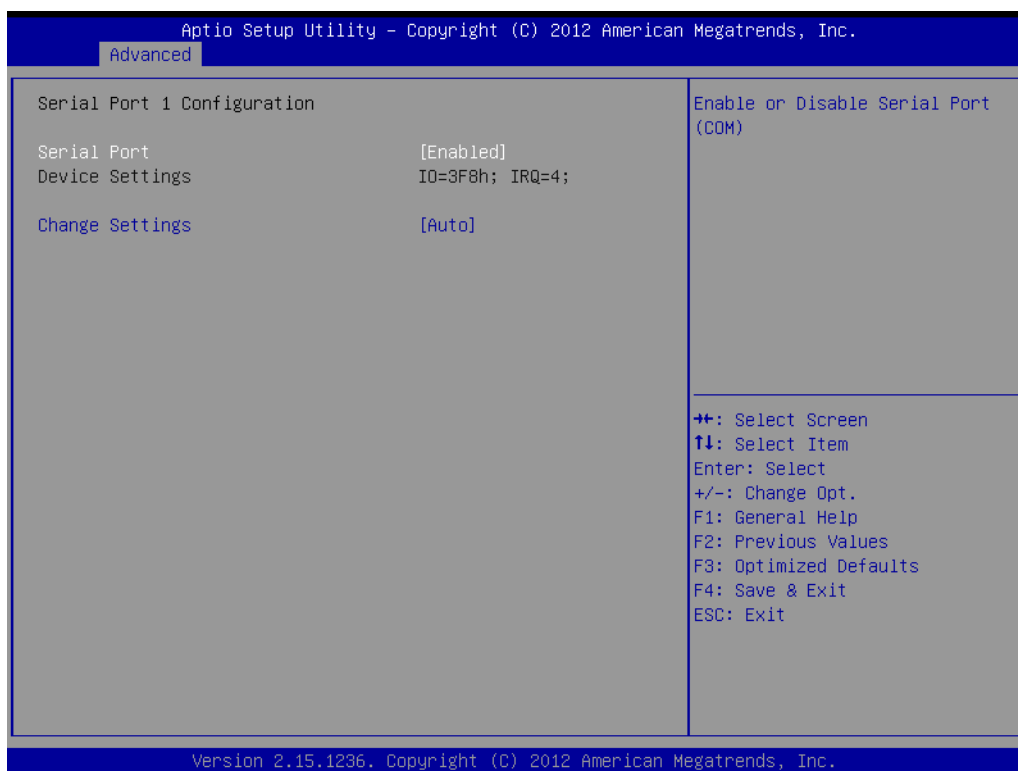 Aptio Setup Utility – Copyright (C) 2012 American Megatrends, Inc.
Advanced
Serial Port 1 Configuration
Serial Port [Enabled]
Device Settings IO=3F8h; IRQ=4;
Change Settings [Auto]
Enable or Disable Serial Port
(COM)
→←: Select Screen
↑↓: Select Item
Enter: Select
+/-: Change Opt.
F1: General Help
F2: Previous Values
F3: Optimized Defaults
F4: Save & Exit
ESC: Exit
Version 2.15.1236. Copyright (C) 2012 American Megatrends, Inc.